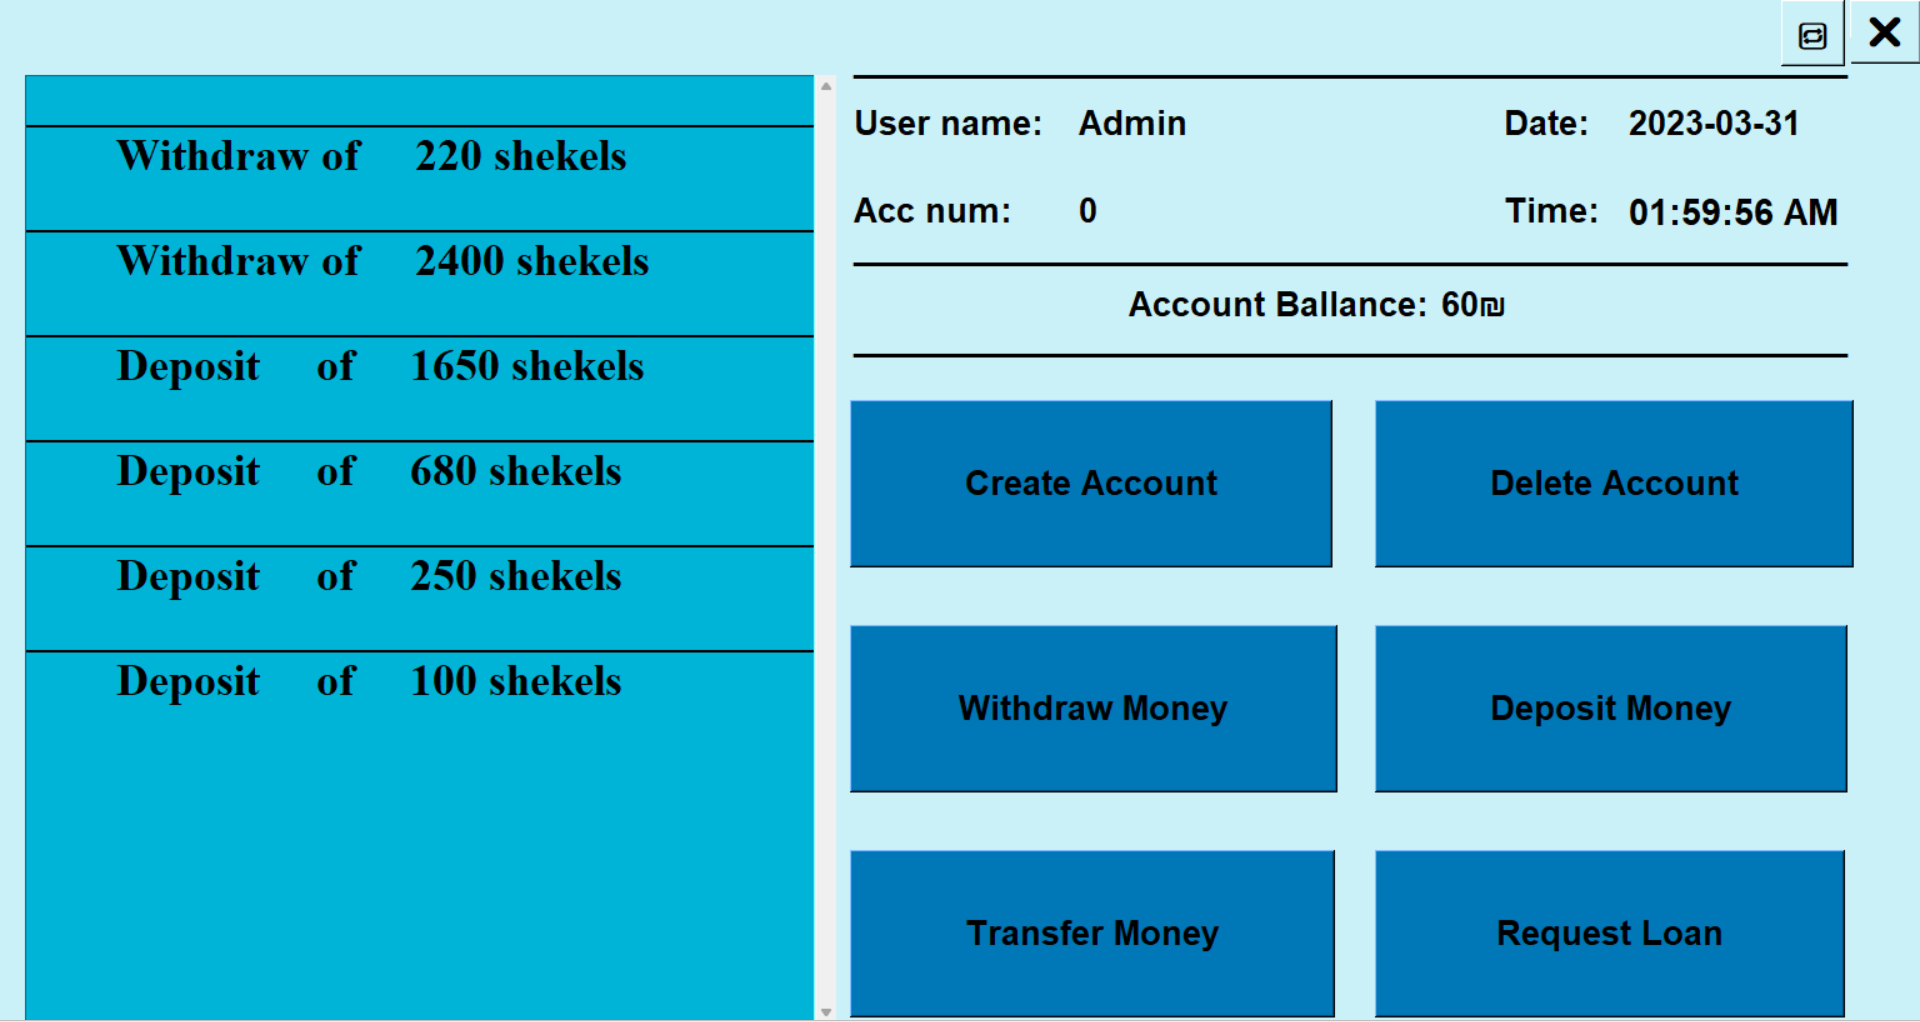 Withdraw of 220 shekels
Withdraw of 2400 shekels
Deposit of 1650 shekels
Deposit of 680 shekels
Deposit of 250 shekels
Deposit of 100 shekels
User name: Admin
Date: 2023-03-31
Acc num: 0
Time: 01:59:56 AM
Account Ballance: 60₪
Create Account
Delete Account
Withdraw Money
Deposit Money
Transfer Money
Request Loan